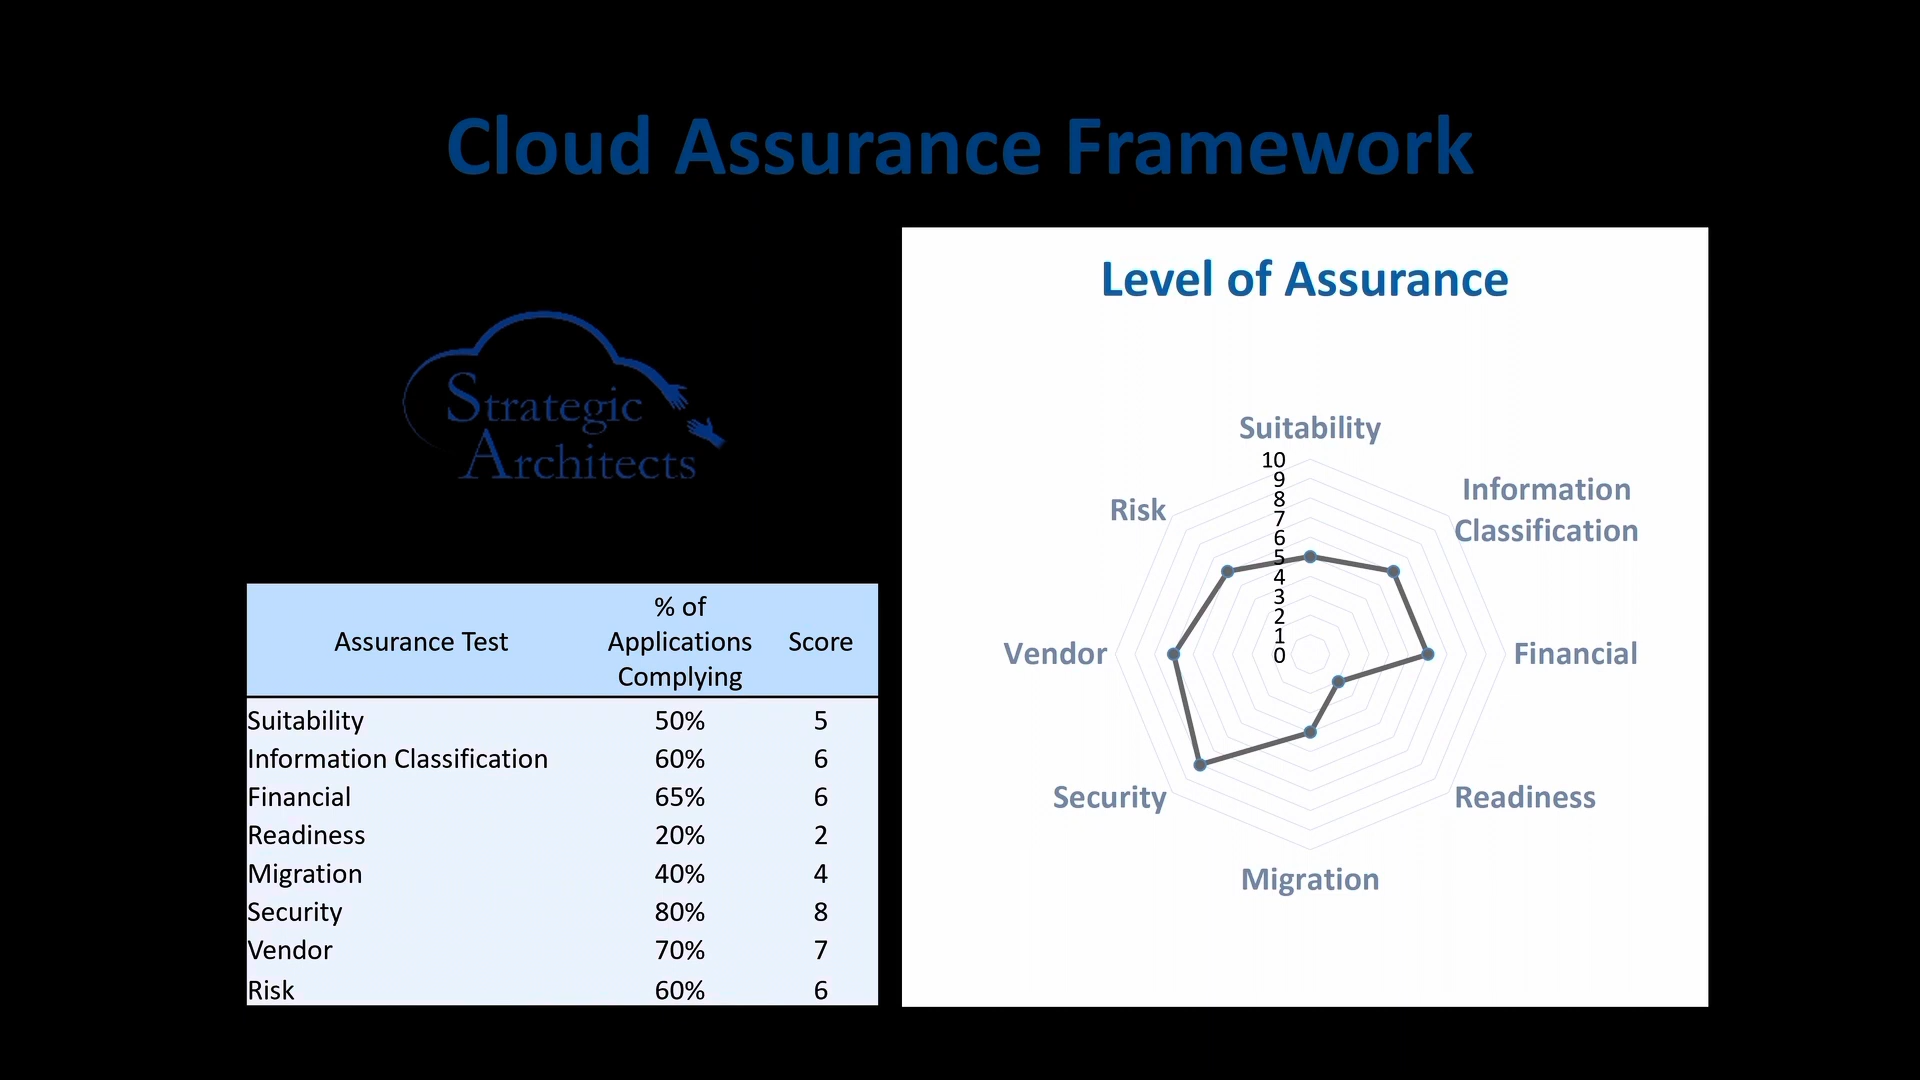 Cloud Assurance Framework
Strategic
Architects
Assurance Test
% of
Applications
Complying
Score
Suitability 50% 5
Information Classification 60% 6
Financial 65% 6
Readiness 20% 2
Migration 40% 4
Security 80% 8
Vendor 70% 7
Risk 60% 6
Level of Assurance
Suitability
Information
Classification
Financial
Readiness
Migration
Security
Vendor
Risk
10
9
8
7
6
5
4
3
2
1
0